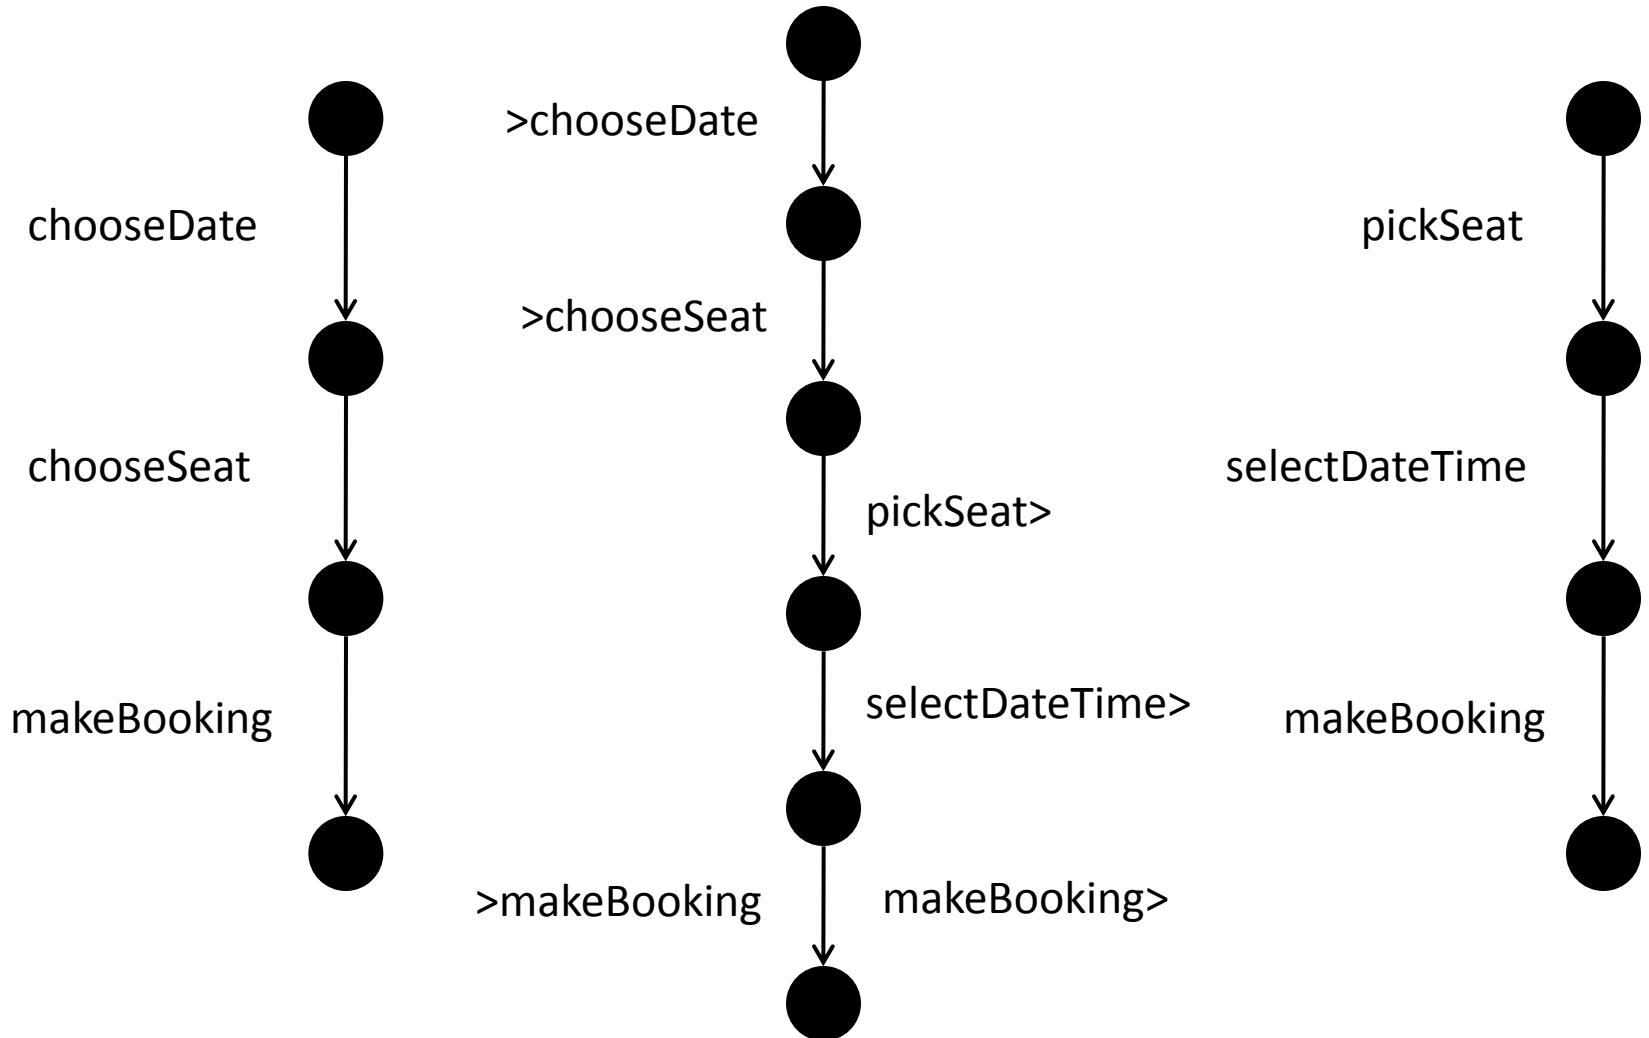 chooseDate
chooseSeat
makeBooking
>chooseDate
>chooseSeat
pickSeat>
selectDateTime>
>makeBooking
makeBooking>
pickSeat
selectDateTime
makeBooking